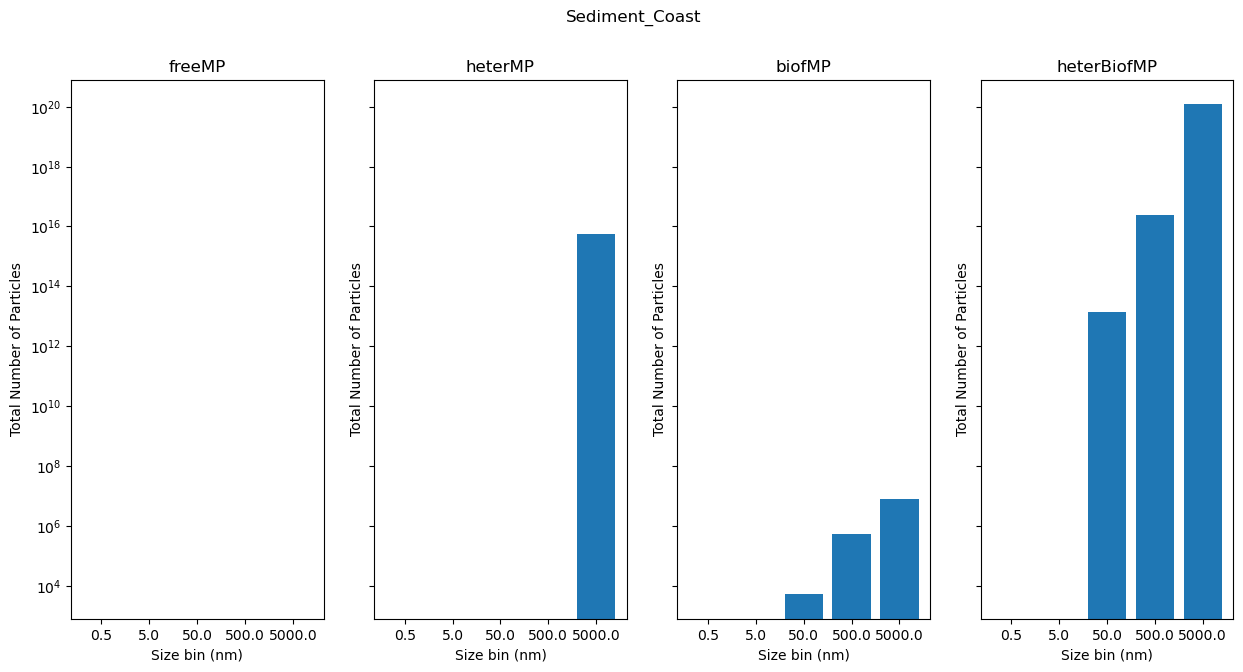 Sediment_Coast
freeMP
heterMP
biofMP
heterBiofMP
Total Number of Particles
10^20
10^18
10^16
10^14
10^12
10^10
10^8
10^6
10^4
0.5 5.0 50.0 500.0 5000.0
Size bin (nm)
Total Number of Particles
0.5 5.0 50.0 500.0 5000.0
Size bin (nm)
Total Number of Particles
0.5 5.0 50.0 500.0 5000.0
Size bin (nm)
Total Number of Particles
0.5 5.0 50.0 500.0 5000.0
Size bin (nm)